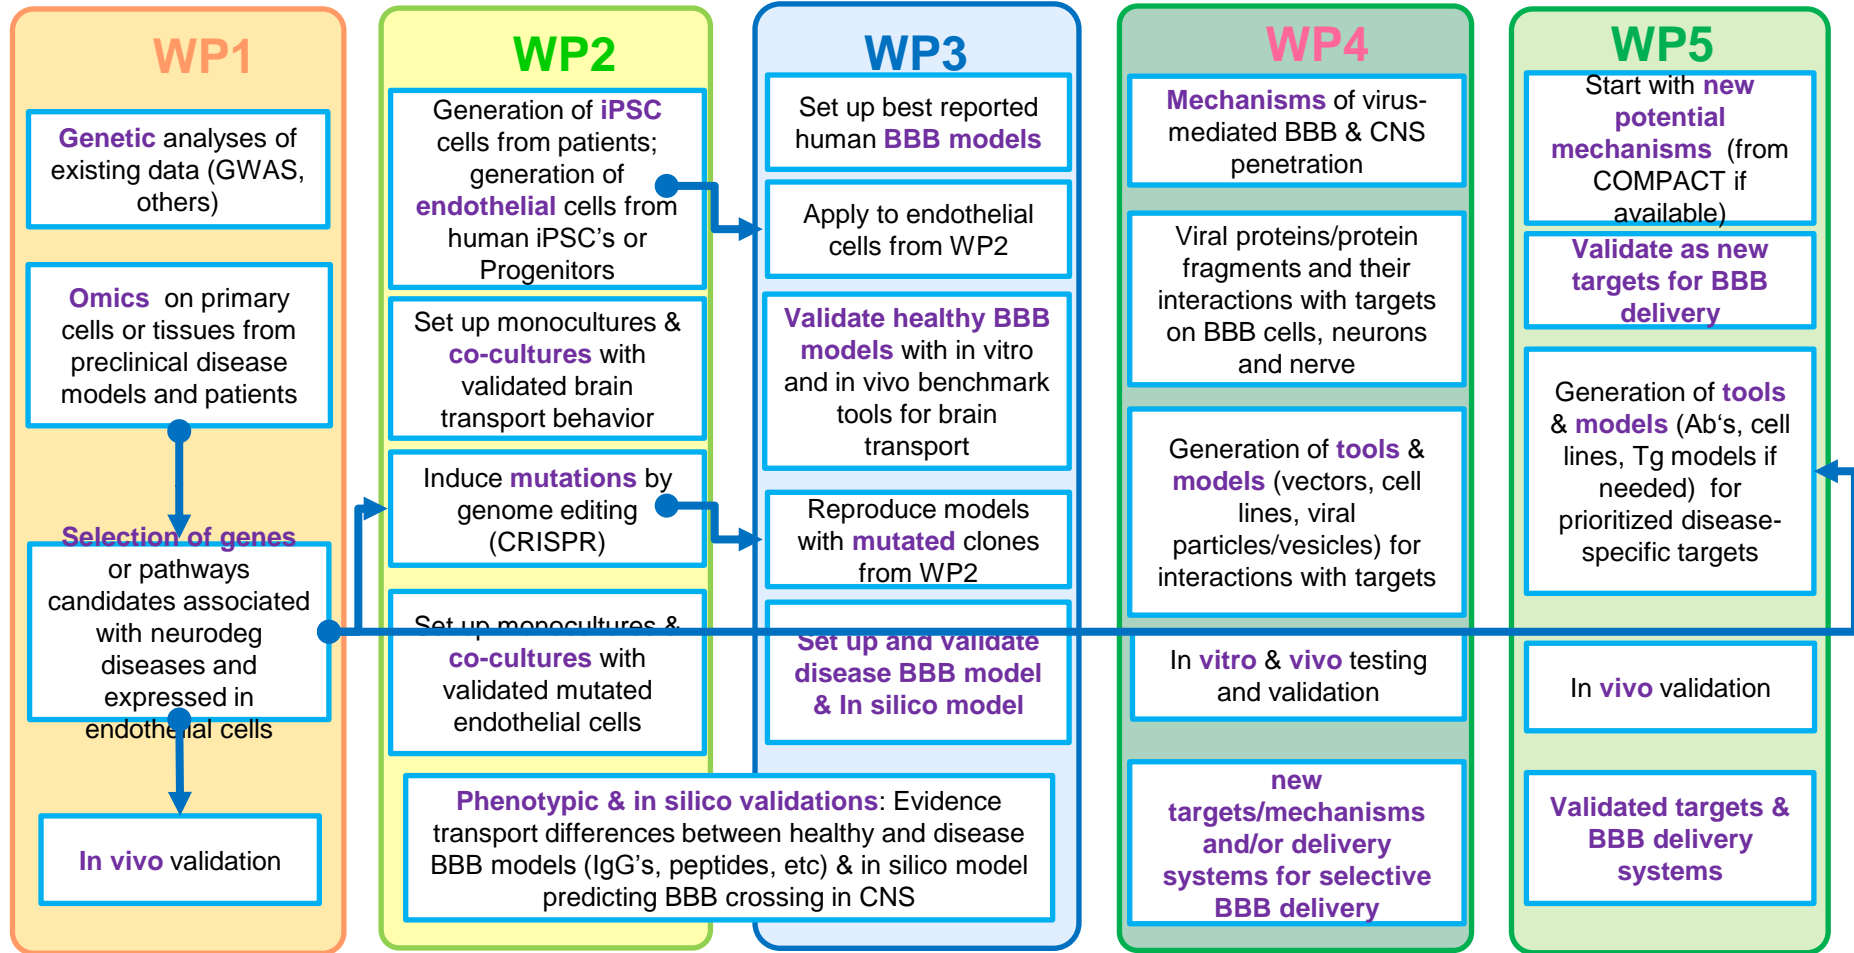 WP1
Genetic analyses of
existing data (GWAS,
others)
Omics on primary
cells or tissues from
preclinical disease
models and patients
Selection of genes
or pathways
candidates associated
with neurodeg
diseases and
expressed in
endothelial cells
In vivo validation
WP2
Generation of iPSC
cells from patients;
generation of
endothelial cells from
human iPSC's or
Progenitors
Set up monocultures &
co-cultures with
validated brain
transport behavior
Induce mutations by
genome editing
(CRISPR)
Set up monocultures &
co-cultures with
validated mutated
endothelial cells
WP3
Set up best reported
human BBB models
Apply to endothelial
cells from WP2
Validate healthy BBB
models with in vitro
and in vivo benchmark
tools for brain
transport
Reproduce models
with mutated clones
from WP2
Set up and validate
disease BBB model
& In silico model
Phenotypic & in silico validations: Evidence
transport differences between healthy and disease
BBB models (IgG's, peptides, etc) & in silico model
predicting BBB crossing in CNS
WP4
Mechanisms of virus-
mediated BBB & CNS
penetration
Viral proteins/protein
fragments and their
interactions with targets
on BBB cells, neurons
and nerve
Generation of tools &
models (vectors, cell
lines, viral
particles/vesicles) for
interactions with targets
In vitro & vivo testing
and validation
new
targets/mechanisms
and/or delivery
systems for selective
BBB delivery
WP5
Start with new
potential
mechanisms (from
COMPACT if
available)
Validate as new
targets for BBB
delivery
Generation of tools
& models (Ab's, cell
lines, Tg models if
needed) for
prioritized disease-
specific targets
In vivo validation
Validated targets &
BBB delivery
systems